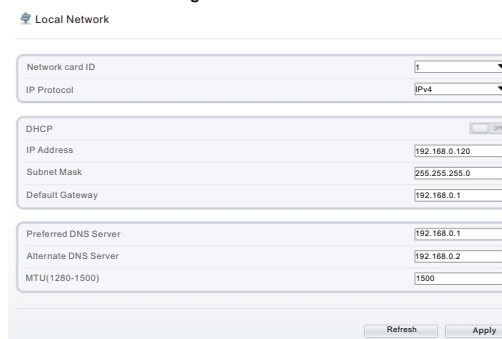 Local Network
Network card ID 1
IP Protocol IPv4
DHCP
IP Address 192.168.0.120
Subnet Mask 255.255.255.0
Default Gateway 192.168.0.1
Preferred DNS Server 192.168.0.1
Alternate DNS Server 192.168.0.2
MTU(1280-1500) 1500
Refresh Apply